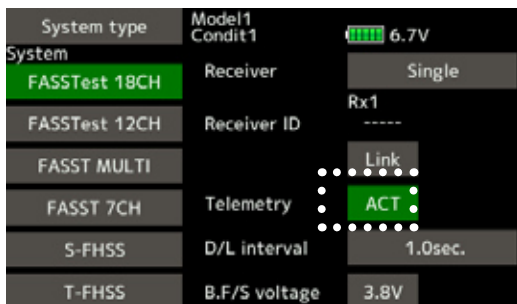 System type
Model1
Condit1
6.7V
System
FASSTest 18CH
Receiver
Single
Rx1
FASSTest 12CH
Receiver ID
-----
FASST MULTI
Link
FASST 7CH
Telemetry
ACT
S-FHSS
D/L interval
1.0sec.
T-FHSS
B.F/S voltage
3.8V